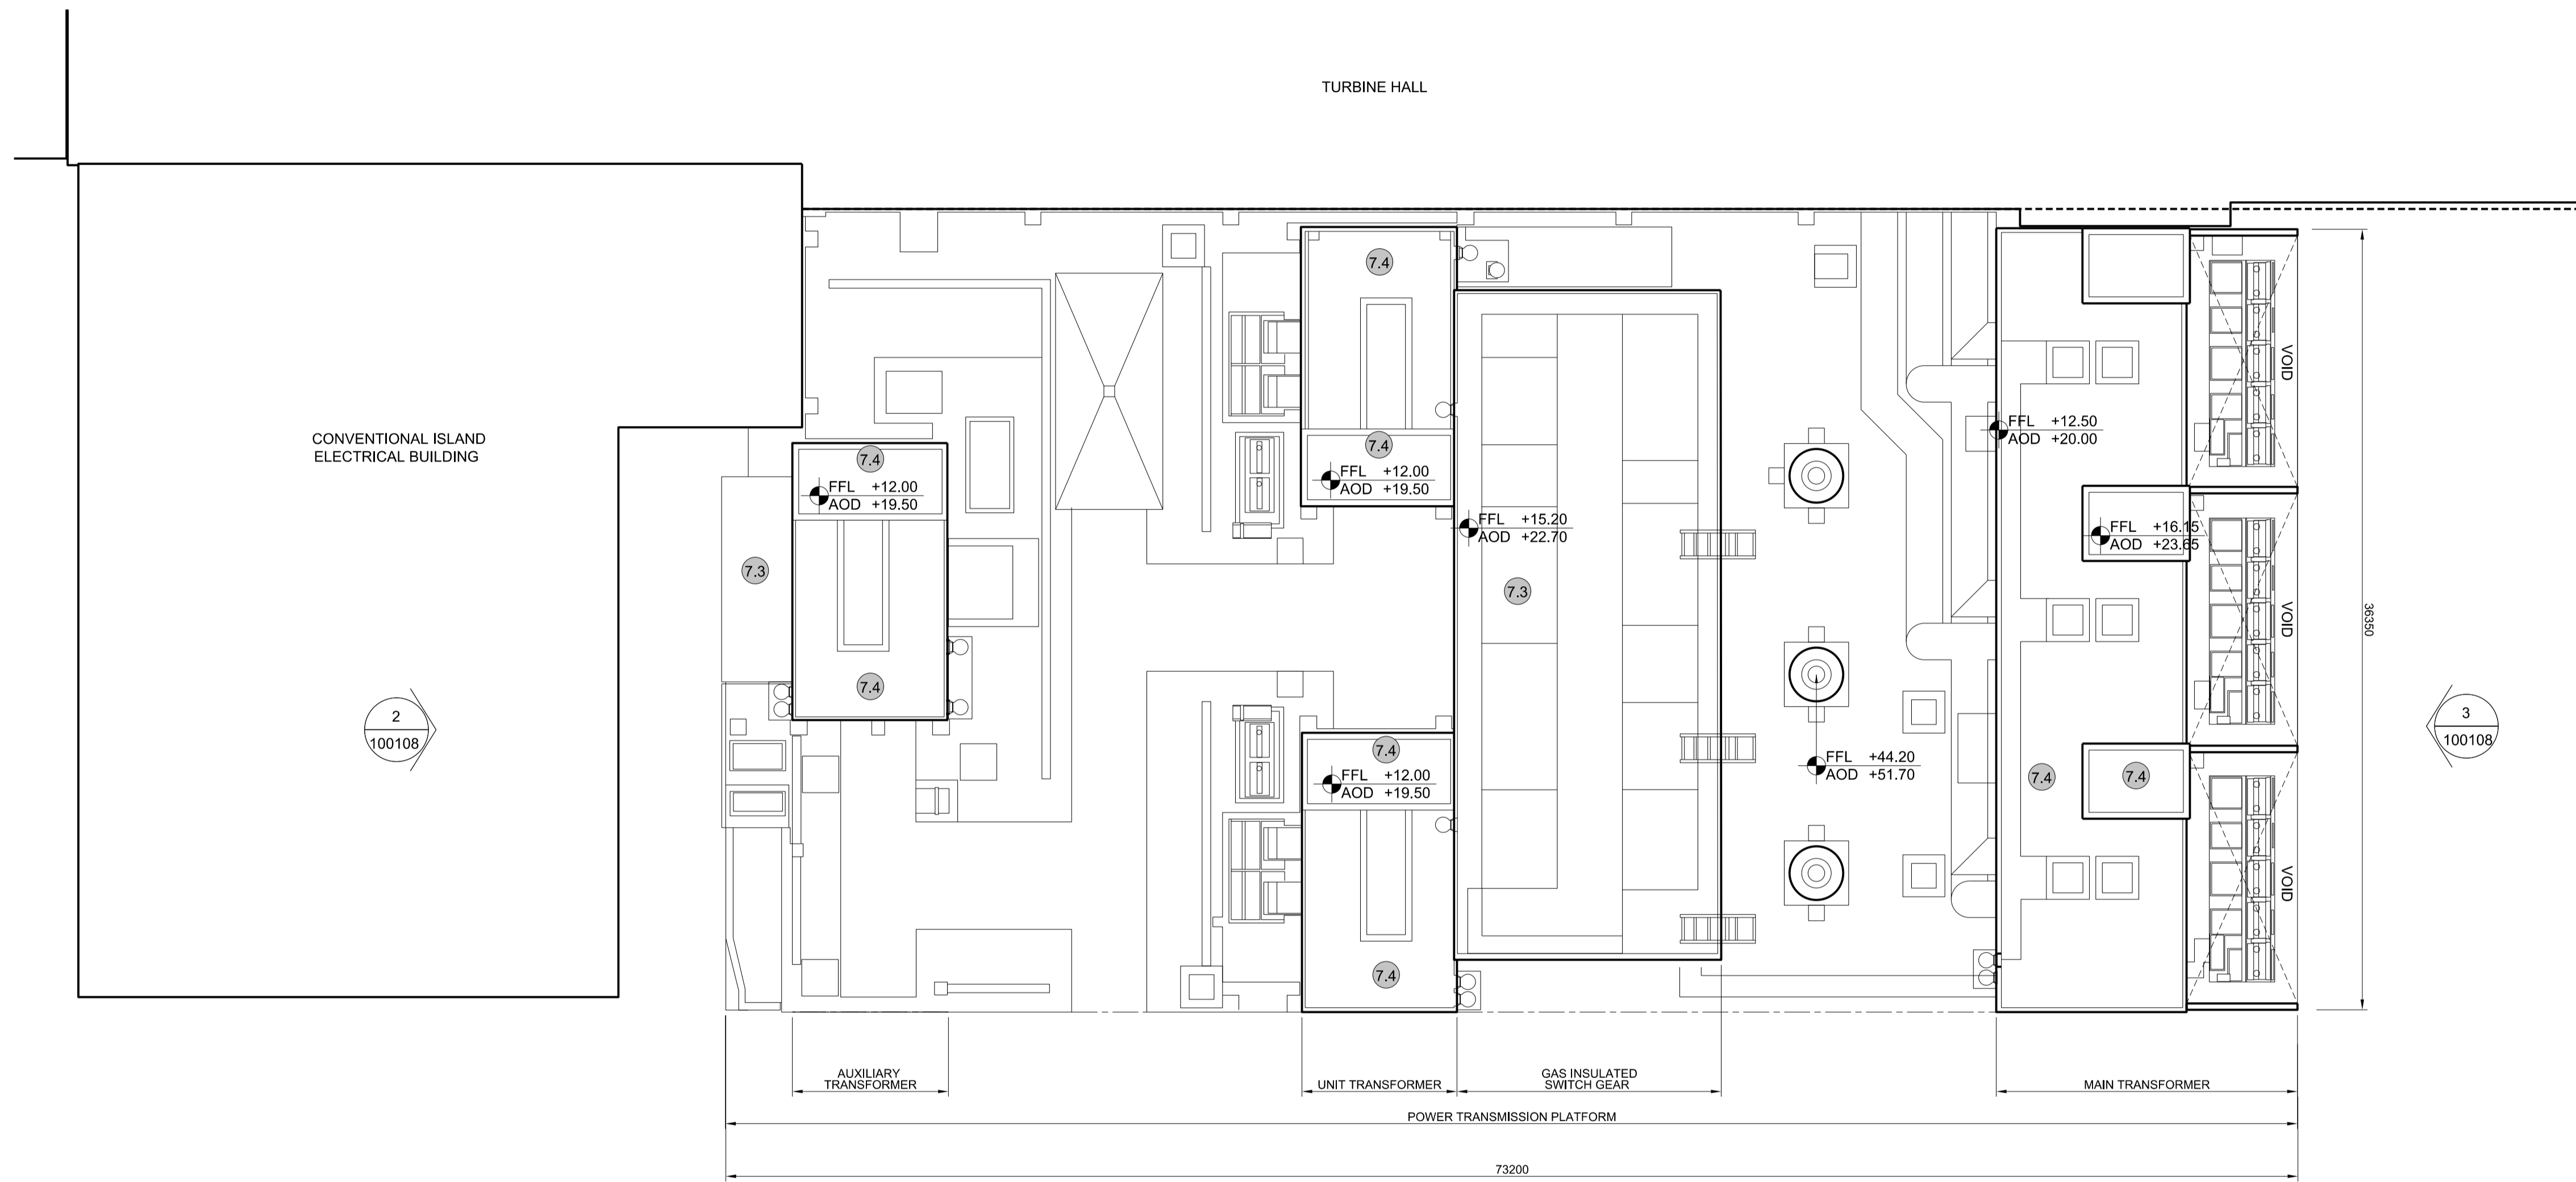 TURBINE HALL
CONVENTIONAL ISLAND
ELECTRICAL BUILDING
7.4
7.4
FFL +12.00
AOD +19.50
7.4
FFL +12.00
AOD +19.50
7.3
7.4
FFL +15.20
AOD +22.70
7.3
FFL +12.50
AOD +20.00
FFL +16.15
AOD +23.65
VOID
VOID
VOID
36350
2
100108
3
100108
7.4
FFL +12.00
AOD +19.50
7.4
FFL +44.20
AOD +51.70
7.4
7.4
AUXILIARY
TRANSFORMER
UNIT TRANSFORMER
GAS INSULATED
SWITCH GEAR
MAIN TRANSFORMER
POWER TRANSMISSION PLATFORM
73200